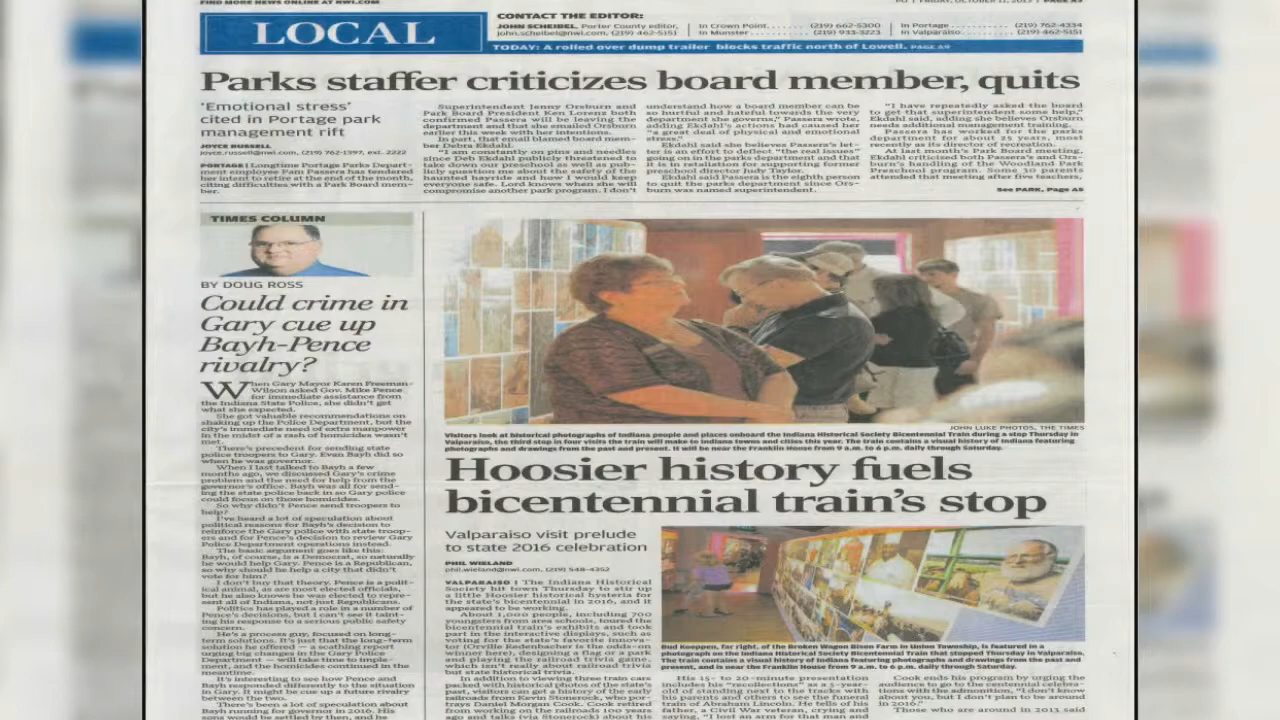 FIND MORE NEWS ONLINE AT NWI.COM
FRIDAY, OCTOBER 11, 2013 | PAGE A3
LOCAL
CONTACT THE EDITOR:
JOHN SCHEIBEL, Porter County editor,
john.scheibel@nwi.com, (219) 462-5151
In Crown Point (219) 662-5300
In Munster (219) 933-3223
In Portage (219) 762-4334
In Valparaiso (219) 462-5151
TODAY: A rolled over dump trailer blocks traffic north of Lowell. PAGE A9
Parks staffer criticizes board member, quits
'Emotional stress'
cited in Portage park
management rift
JOYCE RUSSELL
joyce.russell@nwi.com, (219) 762-1397, ext. 2222
PORTAGE | Longtime Portage Parks Depart-
ment employee Pam Passera has tendered
her intent to retire at the end of the month,
citing difficulties with a Park Board mem-
ber.
Superintendent Jenny Orsburn and
Park Board President Ken Lorenz both
confirmed Passera will be leaving the
department and that she emailed Orsburn
earlier this week with her intentions.
In part, that email blamed board mem-
ber Debra Ekdahl.
"I am constantly on pins and needles
since Deb Ekdahl publicly threatened to
take down our preschool as well as pub-
licly question me about the safety of the
haunted hayride and how I would keep
everyone safe. Lord knows when she will
compromise another park program. I don't
understand how a board member can be
so hurtful and hateful towards the very
department she governs," Passera wrote,
adding Ekdahl's actions had caused her
"a great deal of physical and emotional
stress."
Ekdahl said she believes Passera's let-
ter is an effort to deflect "the real issues"
going on in the parks department and that
it is in retaliation for supporting former
preschool director Judy Taylor.
Ekdahl said Passera is the eighth person
to quit the parks department since Ors-
burn was named superintendent.
"I have repeatedly asked the board
to get that superintendent some help,"
Ekdahl said, adding she believes Orsburn
needs additional management training.
Passera has worked for the parks
department for about 25 years, most
recently as its director of recreation.
At last month's Park Board meeting,
Ekdahl criticized both Passera's and Ors-
burn's handling of the Woodland Park
Preschool program. Some 30 parents
attended that meeting after five teachers,
See PARK, Page A5
TIMES COLUMN
BY DOUG ROSS
Could crime in
Gary cue up
Bayh-Pence
rivalry?
When Gary Mayor Karen Freeman-
Wilson asked Gov. Mike Pence
for immediate assistance from
the Indiana State Police, she didn't get
what she expected.
She got valuable recommendations on
shaking up the Police Department, but the
city's immediate need of extra manpower
in the midst of a rash of homicides wasn't
met.
There's precedent for sending state
police troopers to Gary. Evan Bayh did so
when he was governor.
When I last talked to Bayh a few
months ago, we discussed Gary's crime
problem and the need for help from the
governor's office. Bayh was all for send-
ing the state police back in so Gary police
could focus on those homicides.
So why didn't Pence send troopers to
help?
I've heard a lot of speculation about
political reasons for Bayh's decision to
reinforce the Gary police with state troop-
ers and for Pence's decision to review Gary
Police Department operations instead.
The basic argument goes like this:
Bayh, of course, is a Democrat, so naturally
he would help Gary. Pence is a Republican,
so why should he help a city that didn't
vote for him?
I don't buy that theory. Pence is a polit-
ical animal, as are most elected officials,
but he also knows he was elected to repre-
sent all of Indiana, not just Republicans.
Politics has played a role in a number of
Pence's decisions, but I can't see it taint-
ing his response to a serious public safety
concern.
He's a process guy, focused on long-
term solutions. It's just that the long-term
solution he offered — a scathing report
urging big changes in the Gary Police
Department — will take time to imple-
ment, and the homicides continued in the
meantime.
It's interesting to see how Pence and
Bayh responded differently to the situation
in Gary. It might be cue up a future rivalry
between the two.
There's been a lot of speculation about
Bayh running for governor in 2016. His
sons would be settled by then, and he
JOHN LUKE PHOTOS, THE TIMES
Visitors look at historical photographs of Indiana people and places onboard the Indiana Historical Society Bicentennial Train during a stop Thursday in
Valparaiso, the third stop in four visits the train will make to Indiana towns and cities this year. The train contains a visual history of Indiana featuring
photographs and drawings from the past and present. It will be near the Franklin House from 9 a.m. to 6 p.m. daily through Saturday.
Hoosier history fuels
bicentennial train's stop
Valparaiso visit prelude
to state 2016 celebration
PHIL WIELAND
phil.wieland@nwi.com, (219) 548-4352
VALPARAISO | The Indiana Historical
Society hit town Thursday to stir up
a little Hoosier historical hysteria for
the state's bicentennial in 2016, and it
appeared to be working.
About 1,000 people, including 700
youngsters from area schools, toured the
bicentennial train's exhibits and took
part in the interactive displays, such as
voting for the state's favorite innova-
tor (Orville Redenbacher is the odds-on
winner here), designing a flag or a park
and playing the railroad trivia game,
which isn't really about railroad trivia
but state historical trivia.
In addition to viewing three train cars
packed with historical photos of the state's
past, visitors can get a history of the early
railroads from Kevin Stonerock, who por-
trays Daniel Morgan Cook. Cook retired
from working on the railroads 100 years
ago and talks (via Stonerock) about his
Bud Koeppen, far right, of the Broken Wagon Bison Farm in Union Township, is featured in a
photograph on the Indiana Historical Society Bicentennial Train that stopped Thursday in Valparaiso.
The train contains a visual history of Indiana featuring photographs and drawings from the past and
present, and is near the Franklin House from 9 a.m. to 6 p.m. daily through Saturday.
His 15- to 20-minute presentation
includes his "recollections" as a 5-year-
old of standing next to the tracks with
his parents and others to see the funeral
train of Abraham Lincoln. He tells of his
father, a Civil War veteran, crying and
saying, "I lost an arm for that man and
Cook ends his program by urging the
audience to go to the centennial celebra-
tions with the admonition, "I don't know
about you, but I don't plan to be around
in 2016."
Those who are around in 2013 said